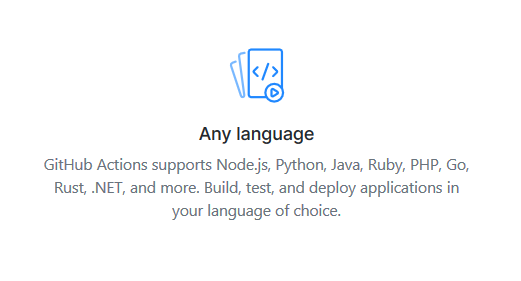 Any language
GitHub Actions supports Node.js, Python, Java, Ruby, PHP, Go,
Rust, .NET, and more. Build, test, and deploy applications in
your language of choice.